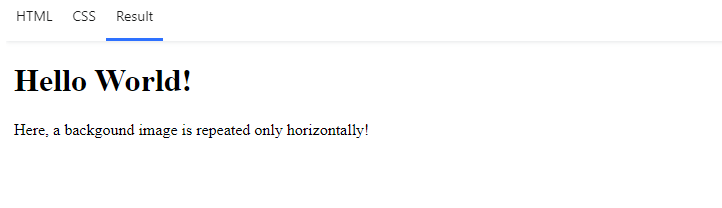 HTML CSS Result
Hello World!
Here, a backgound image is repeated only horizontally!